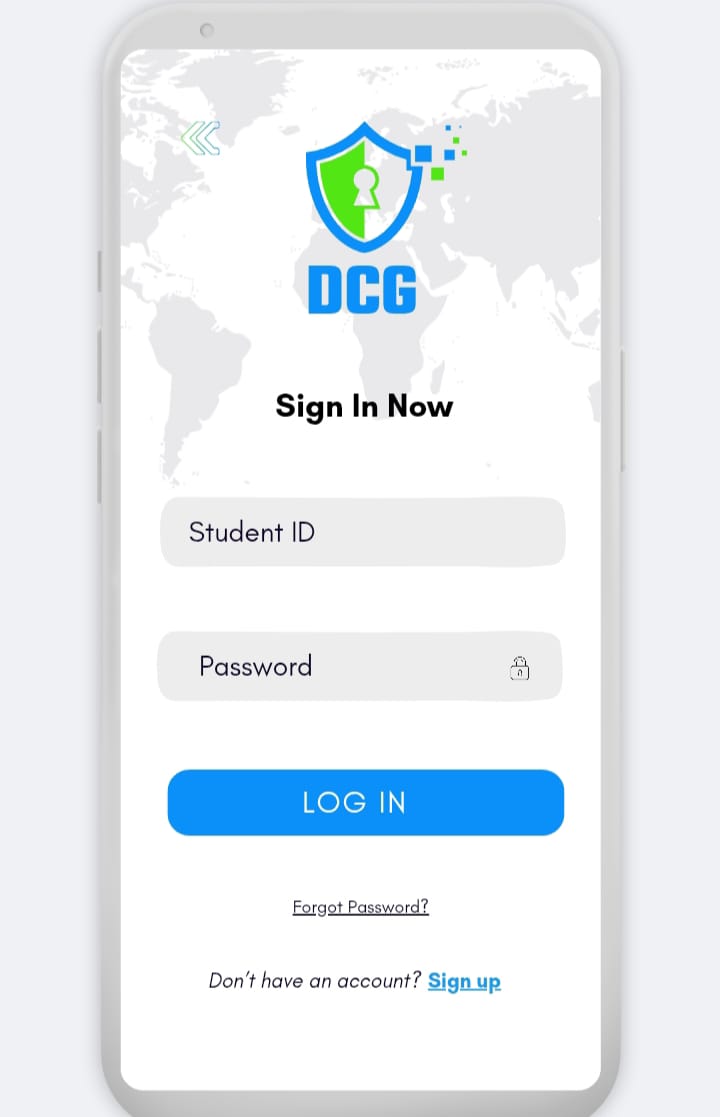 DCG
Sign In Now
Student ID
Password
LOG IN
Forgot Password?
Don't have an account? Sign up